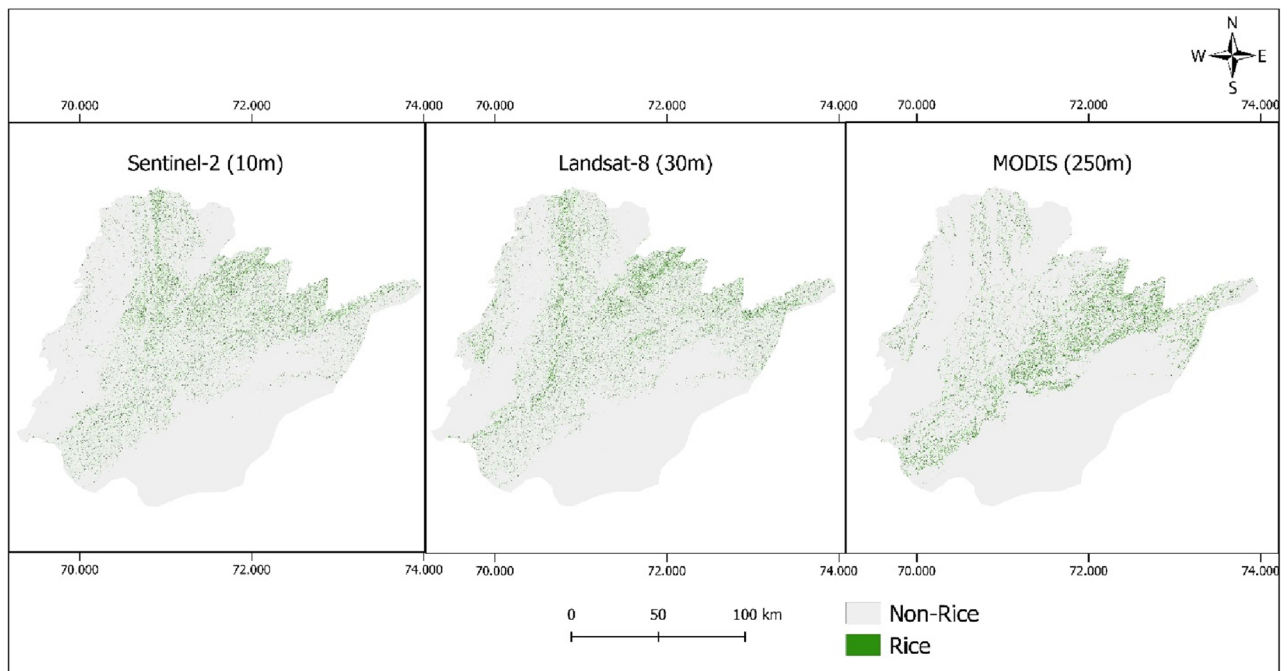 N
W E
S
70.000 72.000 74.000 70.000 72.000 74.000 70.000 72.000 74.000
Sentinel-2 (10m) Landsat-8 (30m) MODIS (250m)
70.000 72.000 74.000 70.000 72.000 74.000 70.000 72.000 74.000
0 50 100 km
Non-Rice
Rice